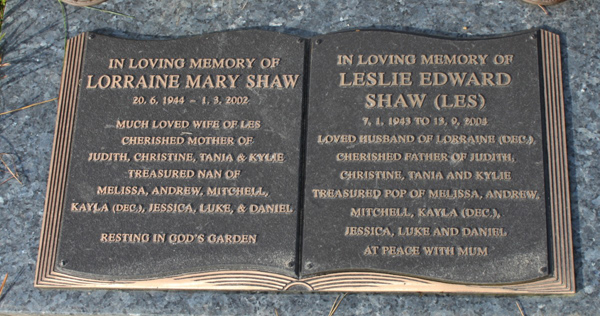 IN LOVING MEMORY OF
LORRAINE MARY SHAW
20. 6. 1944 - 1. 3. 2002
MUCH LOVED WIFE OF LES
CHERISHED MOTHER OF
JUDITH, CHRISTINE, TANIA & KYLIE
TREASURED NAN OF
MELISSA, ANDREW, MITCHELL,
KAYLA (DEC.), JESSICA, LUKE, & DANIEL
RESTING IN GOD'S GARDEN
IN LOVING MEMORY OF
LESLIE EDWARD
SHAW (LES)
7. 1. 1943 TO 13. 9. 2003
LOVED HUSBAND OF LORRAINE (DEC.),
CHERISHED FATHER OF JUDITH,
CHRISTINE, TANIA AND KYLIE
TREASURED POP OF MELISSA, ANDREW,
MITCHELL, KAYLA (DEC.),
JESSICA, LUKE AND DANIEL
AT PEACE WITH MUM